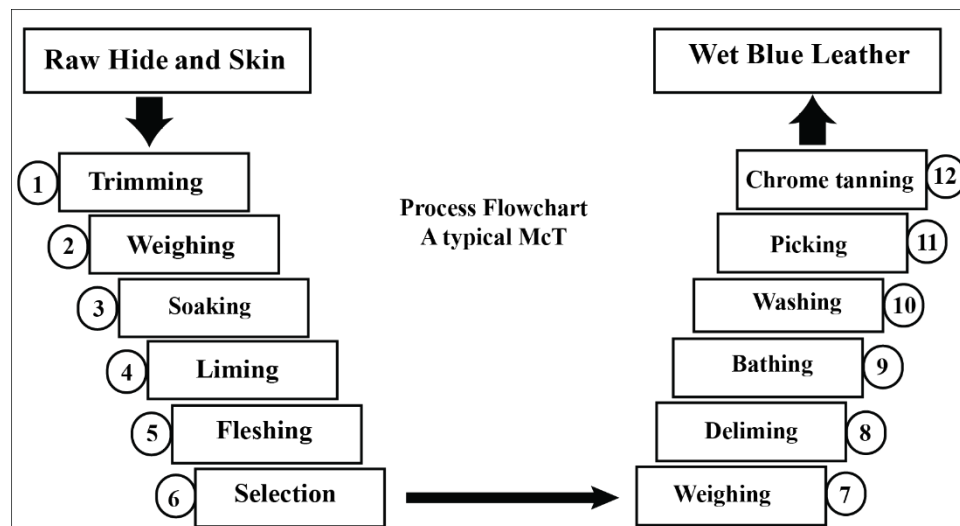 Raw Hide and Skin
1
Trimming
2
Weighing
3
Soaking
4
Liming
5
Fleshing
6
Selection
Process Flowchart
A typical McT
Wet Blue Leather
Chrome tanning
12
Picking
11
Washing
10
Bathing
9
Deliming
8
Weighing
7